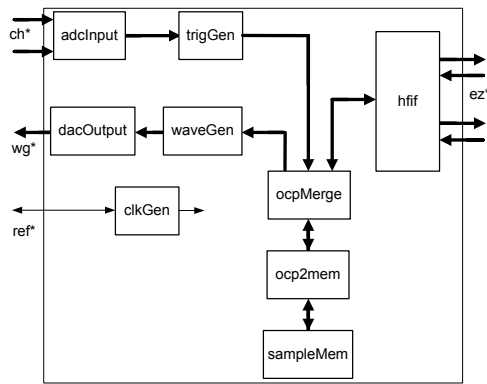 ch*
adcInput
trigGen
hfif
ez*
wg*
dacOutput
waveGen
ocpMerge
ref*
clkGen
ocp2mem
sampleMem